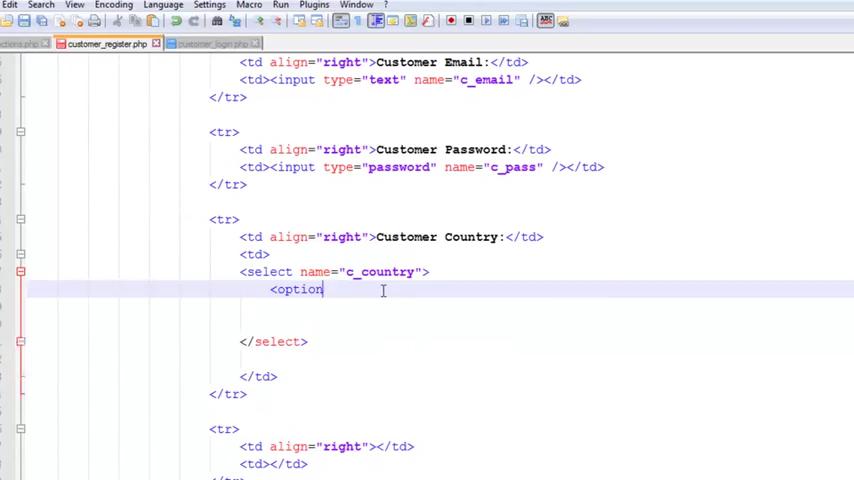 Edit Search View Encoding Language Settings Macro Run Plugins Window ?
ctions.php customer_register.php customer_login.php
<td align="right">Customer Email:</td>
<td><input type="text" name="c_email" /></td>
</tr>
<tr>
<td align="right">Customer Password:</td>
<td><input type="password" name="c_pass" /></td>
</tr>
<tr>
<td align="right">Customer Country:</td>
<td>
<select name="c_country">
<option
</select>
</td>
</tr>
<tr>
<td align="right"></td>
<td></td>